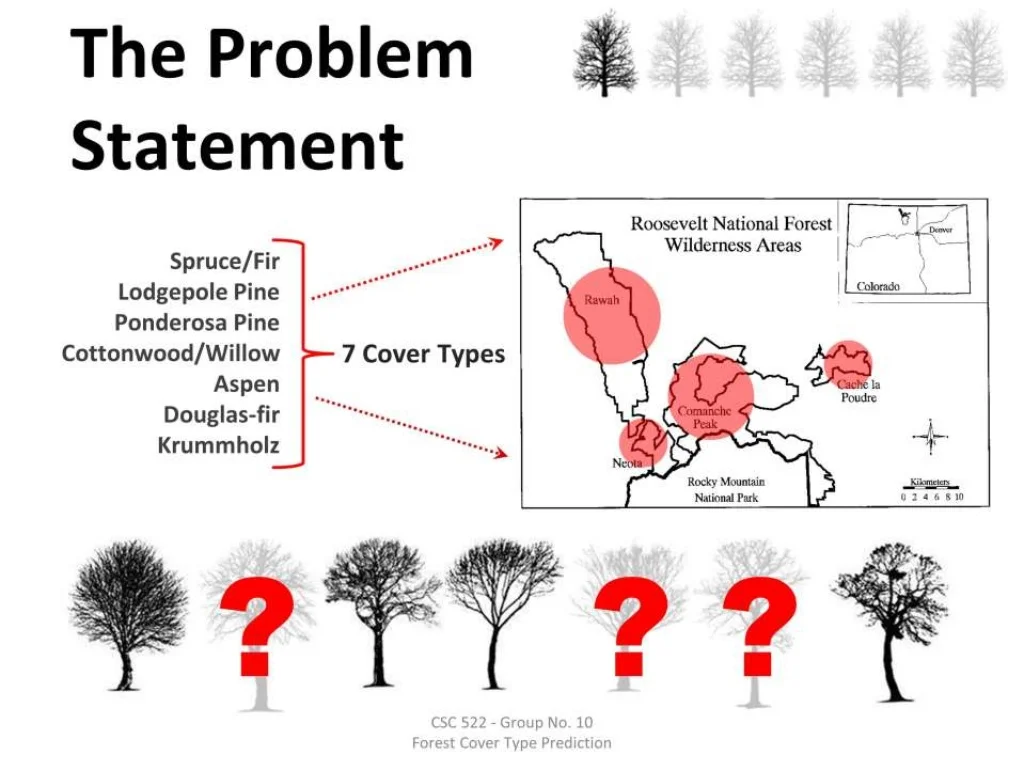 The Problem
Statement
Spruce/Fir
Lodgepole Pine
Ponderosa Pine
Cottonwood/Willow
Aspen
Douglas-fir
Krummholz
7 Cover Types
Roosevelt National Forest
Wilderness Areas
Denver
Colorado
Rawah
Cache la
Poudre
Comanche
Peak
Neota
Rocky Mountain
National Park
Kilometers
0 2 4 6 8 10
? ? ?
CSC 522 - Group No. 10
Forest Cover Type Prediction